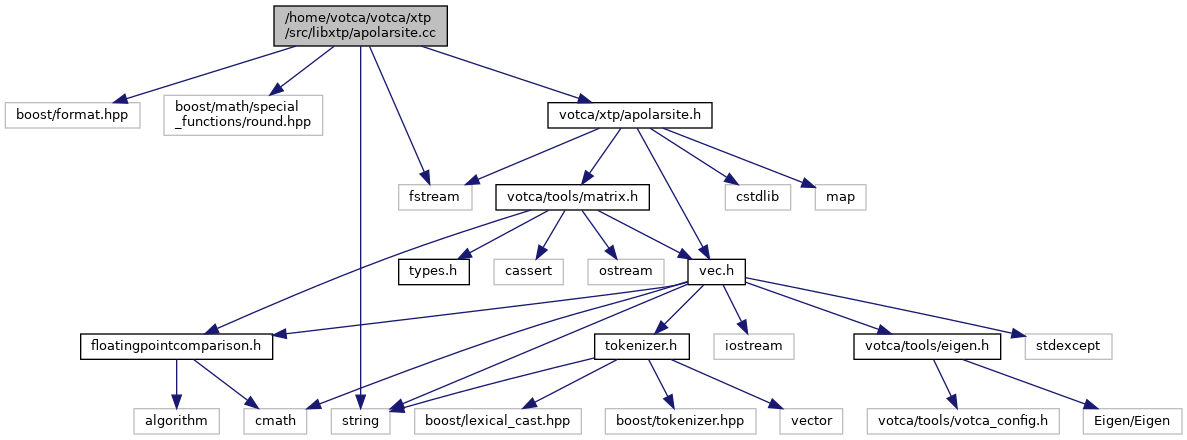 /home/votca/votca/xtp
/src/libxtp/apolarsite.cc
boost/format.hpp
boost/math/special
_functions/round.hpp
votca/xtp/apolarsite.h
fstream
votca/tools/matrix.h
cstdlib
map
types.h
cassert
ostream
vec.h
floatingpointcomparison.h
tokenizer.h
iostream
votca/tools/eigen.h
stdexcept
algorithm
cmath
string
boost/lexical_cast.hpp
boost/tokenizer.hpp
vector
votca/tools/votca_config.h
Eigen/Eigen